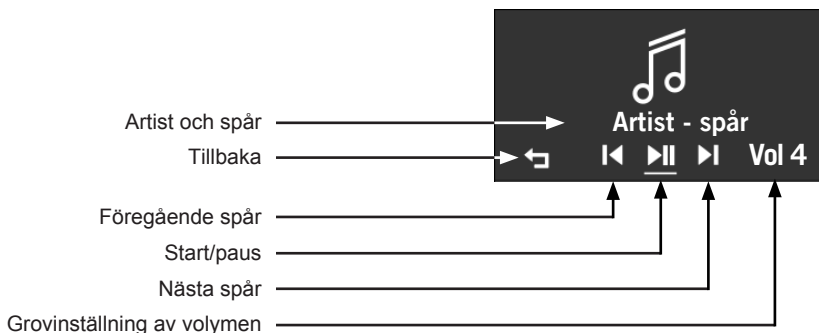 Artist och spår
Artist - spår
Tillbaka
Vol 4
Föregående spår
Start/paus
Nästa spår
Grovinställning av volymen